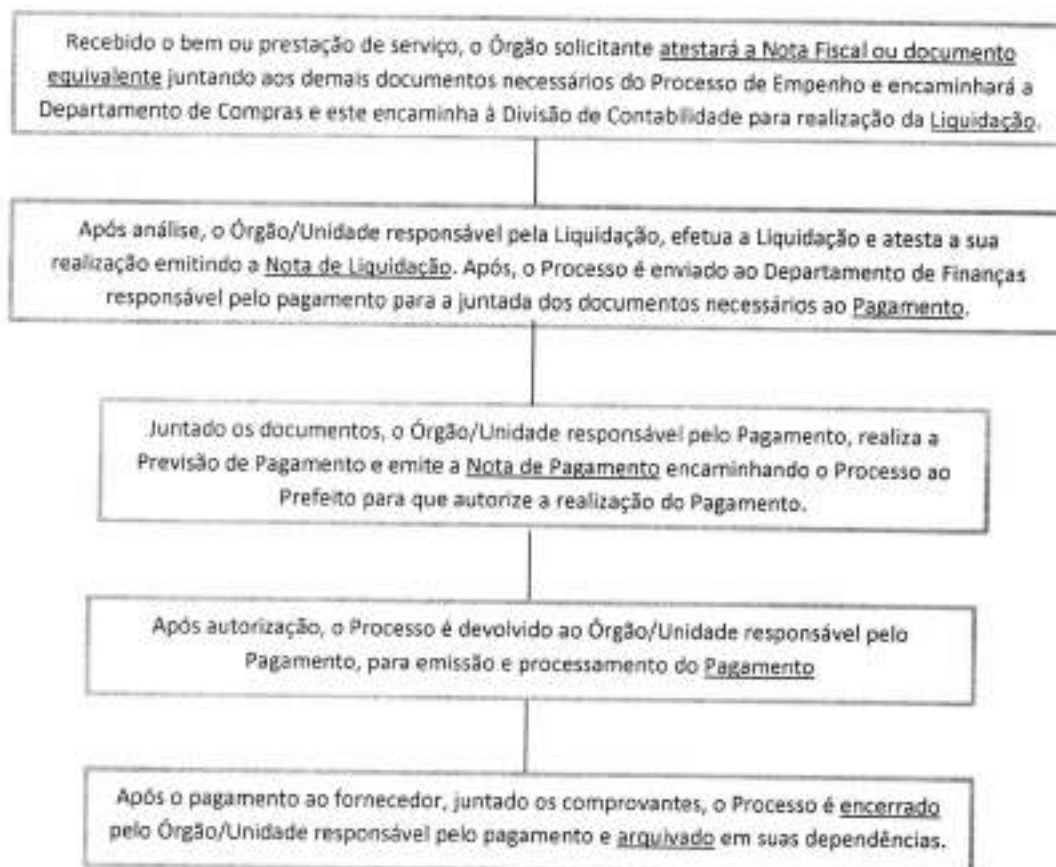 Recebido o bem ou prestação de serviço, o Órgão solicitante atestará a Nota Fiscal ou documento
equivalente juntando aos demais documentos necessários do Processo de Empenho e encaminhará a
Departamento de Compras e este encaminha à Divisão de Contabilidade para realização da Liquidação.
Após análise, o Órgão/Unidade responsável pela Liquidação, efetua a Liquidação e atesta a sua
realização emitindo a Nota de Liquidação. Após, o Processo é enviado ao Departamento de Finanças
responsável pelo pagamento para a juntada dos documentos necessários ao Pagamento.
Juntado os documentos, o Órgão/Unidade responsável pelo Pagamento, realiza a
Previsão de Pagamento e emite a Nota de Pagamento encaminhando o Processo ao
Prefeito para que autorize a realização do Pagamento.
Após autorização, o Processo é devolvido ao Órgão/Unidade responsável pelo
Pagamento, para emissão e processamento do Pagamento
Após o pagamento ao fornecedor, juntado os comprovantes, o Processo é encerrado
pelo Órgão/Unidade responsável pelo pagamento e arquivado em suas dependências.